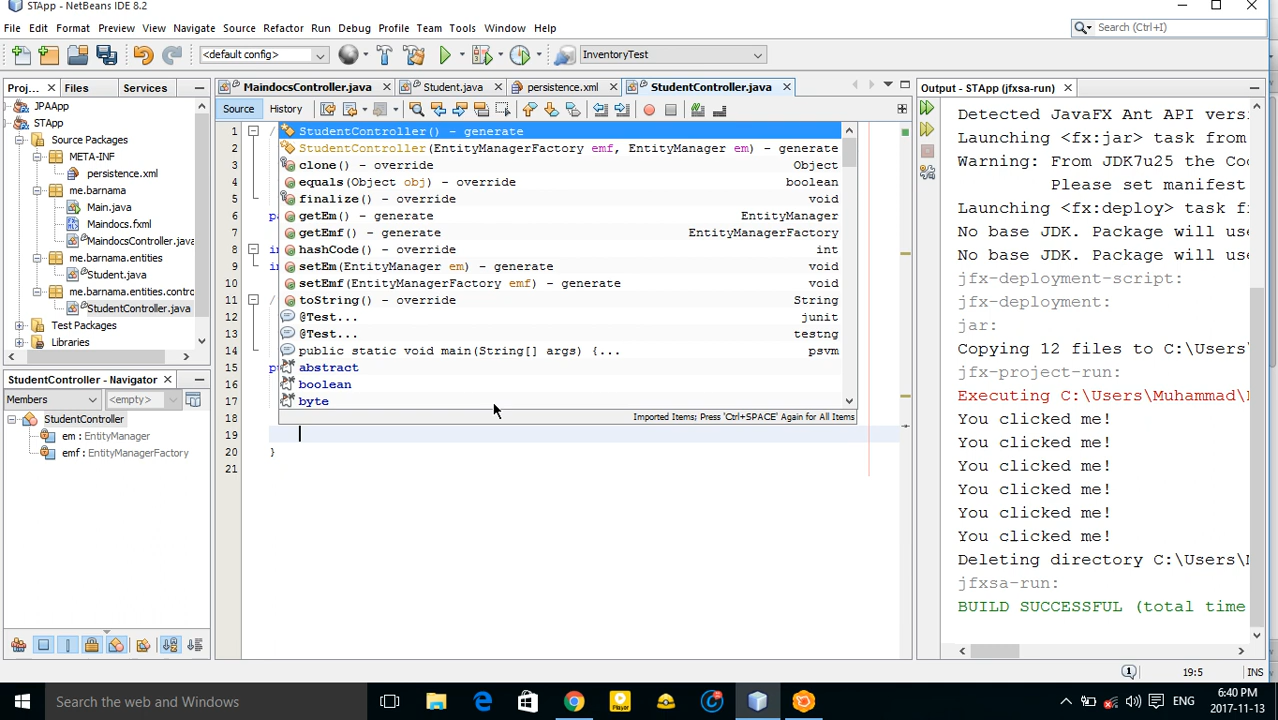 STApp - NetBeans IDE 8.2
File Edit Format Preview View Navigate Source Refactor Run Debug Profile Team Tools Window Help
Search (Ctrl+I)
<default config>
InventoryTest
Proj... Files Services
JPAApp
STApp
Source Packages
META-INF
persistence.xml
me.barnama
Main.java
Maindocs.fxml
MaindocsController.java
me.barnama.entities
Student.java
me.barnama.entities.contro
StudentController.java
Test Packages
Libraries
StudentController - Navigator
Members <empty>
StudentController
em : EntityManager
emf : EntityManagerFactory
MaindocsController.java Student.java persistence.xml StudentController.java
Source History
1 /
2
3
4
5
6 pa
7
8 im
9 im
10
11 /
12
13
14
15 pu
16
17
18
19
20 }
21
StudentController() - generate
StudentController(EntityManagerFactory emf, EntityManager em) - generate
clone() - override Object
equals(Object obj) - override boolean
finalize() - override void
getEm() - generate EntityManager
getEmf() - generate EntityManagerFactory
hashCode() - override int
setEm(EntityManager em) - generate void
setEmf(EntityManagerFactory emf) - generate void
toString() - override String
@Test... junit
@Test... testng
public static void main(String[] args) {... psvm
abstract
boolean
byte
Imported Items; Press 'Ctrl+SPACE' Again for All Items
Output - STApp (jfxsa-run)
Detected JavaFX Ant API versi
Launching <fx:jar> task from
Warning: From JDK7u25 the Cod
Please set manifest
Launching <fx:deploy> task fr
No base JDK. Package will use
No base JDK. Package will use
jfx-deployment-script:
jfx-deployment:
jar:
Copying 12 files to C:\Users\
jfx-project-run:
Executing C:\Users\Muhammad\
You clicked me!
You clicked me!
You clicked me!
You clicked me!
You clicked me!
You clicked me!
Deleting directory C:\Users\M
jfxsa-run:
BUILD SUCCESSFUL (total time
1 19:5 INS
Search the web and Windows
Player
ENG
6:40 PM
2017-11-13